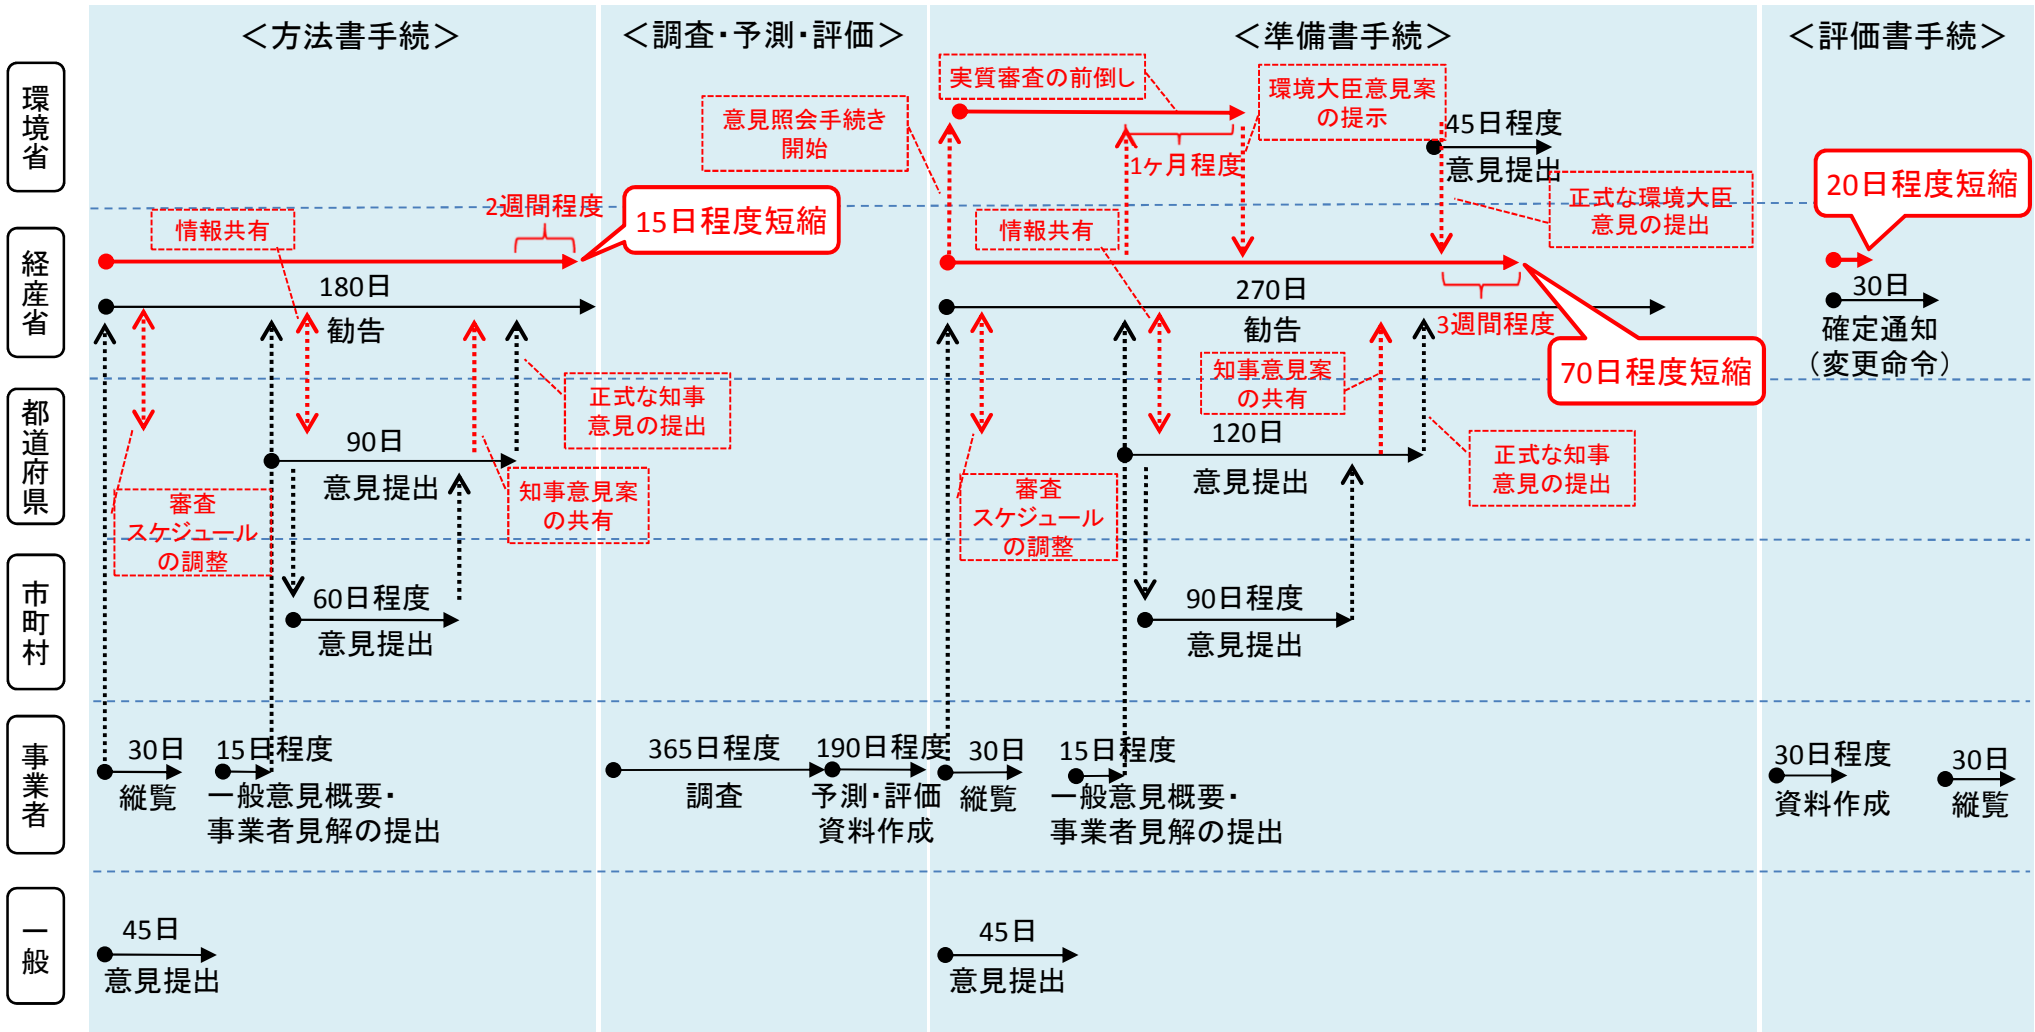 ＜方法書手続＞
＜調査・予測・評価＞
＜準備書手続＞
＜評価書手続＞
環境省
意見照会手続き
開始
実質審査の前倒し
1ヶ月程度
環境大臣意見案
の提示
45日程度
意見提出
正式な環境大臣
意見の提出
20日程度短縮
経産省
情報共有
2週間程度
15日程度短縮
180日
勧告
情報共有
270日
勧告
3週間程度
70日程度短縮
30日
確定通知
（変更命令）
都道府県
審査
スケジュール
の調整
90日
意見提出
正式な知事
意見の提出
知事意見案
の共有
審査
スケジュール
の調整
知事意見案
の共有
120日
意見提出
正式な知事
意見の提出
市町村
60日程度
意見提出
90日程度
意見提出
事業者
30日
縦覧
15日程度
一般意見概要・
事業者見解の提出
365日程度
調査
190日程度
予測・評価
資料作成
30日
縦覧
15日程度
一般意見概要・
事業者見解の提出
30日程度
資料作成
30日
縦覧
一般
45日
意見提出
45日
意見提出